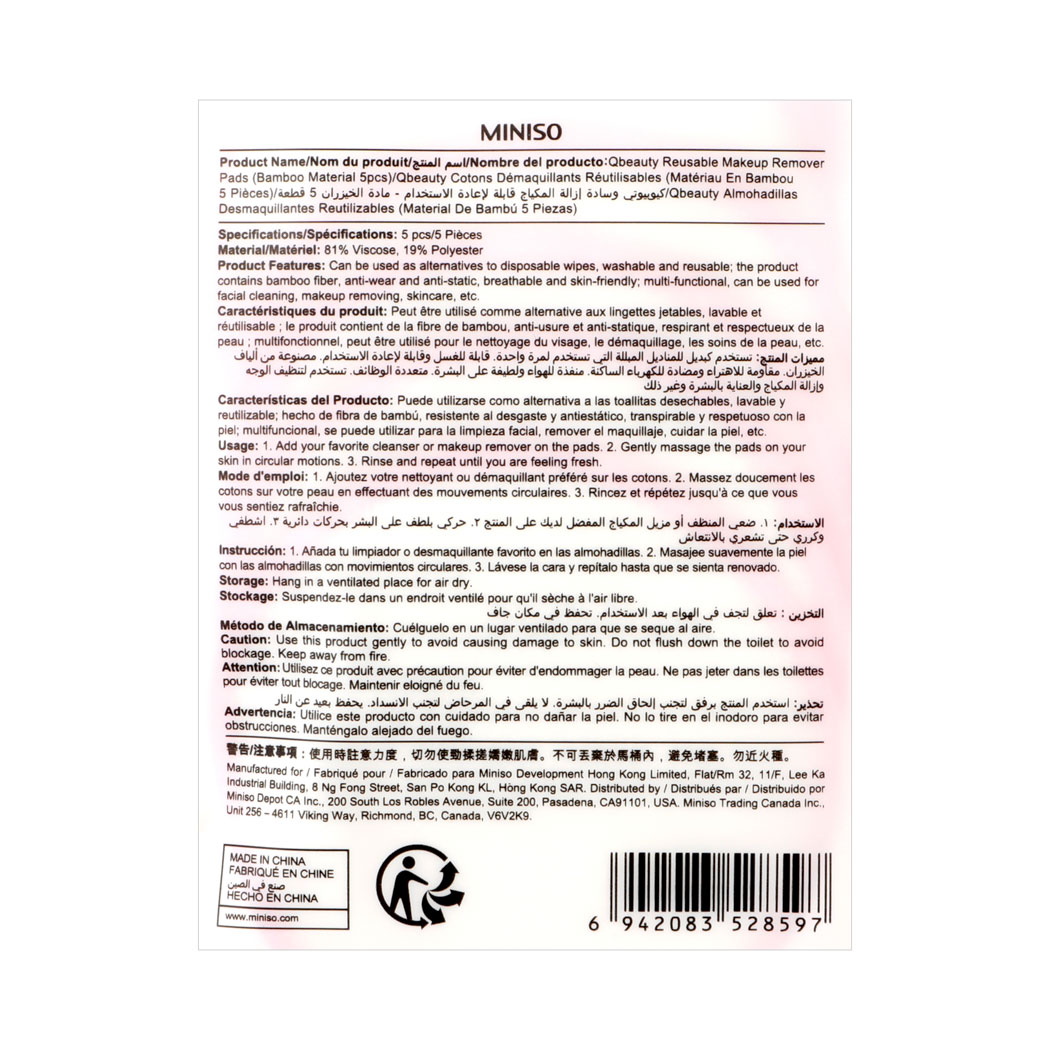 MINISO
Product Name/Nom du produit/اسم المنتج/Nombre del producto:Qbeauty Reusable Makeup Remover
Pads (Bamboo Material 5pcs)/Qbeauty Cotons Démaquillants Réutilisables (Matériau En Bambou
5 Pièces)/كيوبيوتي وسادة إزالة المكياج قابلة لإعادة الاستخدام - مادة الخيزران 5 قطعة/Qbeauty Almohadillas
Desmaquillantes Reutilizables (Material De Bambú 5 Piezas)
Specifications/Spécifications: 5 pcs/5 Pièces
Material/Matériel: 81% Viscose, 19% Polyester
Product Features: Can be used as alternatives to disposable wipes, washable and reusable; the product
contains bamboo fiber, anti-wear and anti-static, breathable and skin-friendly; multi-functional, can be used for
facial cleaning, makeup removing, skincare, etc.
Caractéristiques du produit: Peut être utilisé comme alternative aux lingettes jetables, lavable et
réutilisable ; le produit contient de la fibre de bambou, anti-usure et anti-statique, respirant et respectueux de la
peau ; multifonctionnel, peut être utilisé pour le nettoyage du visage, le démaquillage, les soins de la peau, etc.
مميزات المنتج: تستخدم كبديل للمناديل المبللة التي تستخدم لمرة واحدة. قابلة للغسل وقابلة لإعادة الاستخدام. مصنوعة من ألياف
الخيزران. مقاومة للاهتراء ومضادة للكهرباء الساكنة. منفذة للهواء ولطيفة على البشرة. متعددة الوظائف. تستخدم لتنظيف الوجه
وإزالة المكياج والعناية بالبشرة وغير ذلك
Características del Producto: Puede utilizarse como alternativa a las toallitas desechables, lavable y
reutilizable; hecho de fibra de bambú, resistente al desgaste y antiestático, transpirable y respetuoso con la
piel; multifuncional, se puede utilizar para la limpieza facial, remover el maquillaje, cuidar la piel, etc.
Usage: 1. Add your favorite cleanser or makeup remover on the pads. 2. Gently massage the pads on your
skin in circular motions. 3. Rinse and repeat until you are feeling fresh.
Mode d'emploi: 1. Ajoutez votre nettoyant ou démaquillant préféré sur les cotons. 2. Massez doucement les
cotons sur votre peau en effectuant des mouvements circulaires. 3. Rincez et répétez jusqu'à ce que vous
vous sentiez rafraîchie.
الاستخدام: ١. ضعي المنظف أو مزيل المكياج المفضل لديك على المنتج ٢. حركي بلطف على البشر بحركات دائرية ٣. اشطفي
وكرري حتى تشعري بالانتعاش
Instrucción: 1. Añada tu limpiador o desmaquillante favorito en las almohadillas. 2. Masajee suavemente la piel
con las almohadillas con movimientos circulares. 3. Lávese la cara y repítalo hasta que se sienta renovado.
Storage: Hang in a ventilated place for air dry.
Stockage: Suspendez-le dans un endroit ventilé pour qu'il sèche à l'air libre.
التخزين : تعلق لتجف في الهواء بعد الاستخدام. تحفظ في مكان جاف
Método de Almacenamiento: Cuélguelo en un lugar ventilado para que se seque al aire.
Caution: Use this product gently to avoid causing damage to skin. Do not flush down the toilet to avoid
blockage. Keep away from fire.
Attention: Utilisez ce produit avec précaution pour éviter d'endommager la peau. Ne pas jeter dans les toilettes
pour éviter tout blocage. Maintenir eloigné du feu.
تحذير: استخدم المنتج برفق لتجنب إلحاق الضرر بالبشرة. لا يلقى في المرحاض لتجنب الانسداد. يحفظ بعيد عن النار
Advertencia: Utilice este producto con cuidado para no dañar la piel. No lo tire en el inodoro para evitar
obstrucciones. Manténgalo alejado del fuego.
警告/注意事項：使用時註意力度，切勿使勁揉搓嬌嫩肌膚。不可丟棄於馬桶內，避免堵塞。勿近火種。
Manufactured for / Fabriqué pour / Fabricado para Miniso Development Hong Kong Limited, Flat/Rm 32, 11/F, Lee Ka
Industrial Building, 8 Ng Fong Street, San Po Kong KL, Hong Kong SAR. Distributed by / Distribués par / Distribuido por
Miniso Depot CA Inc., 200 South Los Robles Avenue, Suite 200, Pasadena, CA91101, USA. Miniso Trading Canada Inc.,
Unit 256 – 4611 Viking Way, Richmond, BC, Canada, V6V2K9.
MADE IN CHINA
FABRIQUÉ EN CHINE
صنع في الصين
HECHO EN CHINA
www.miniso.com
6 942083 528597